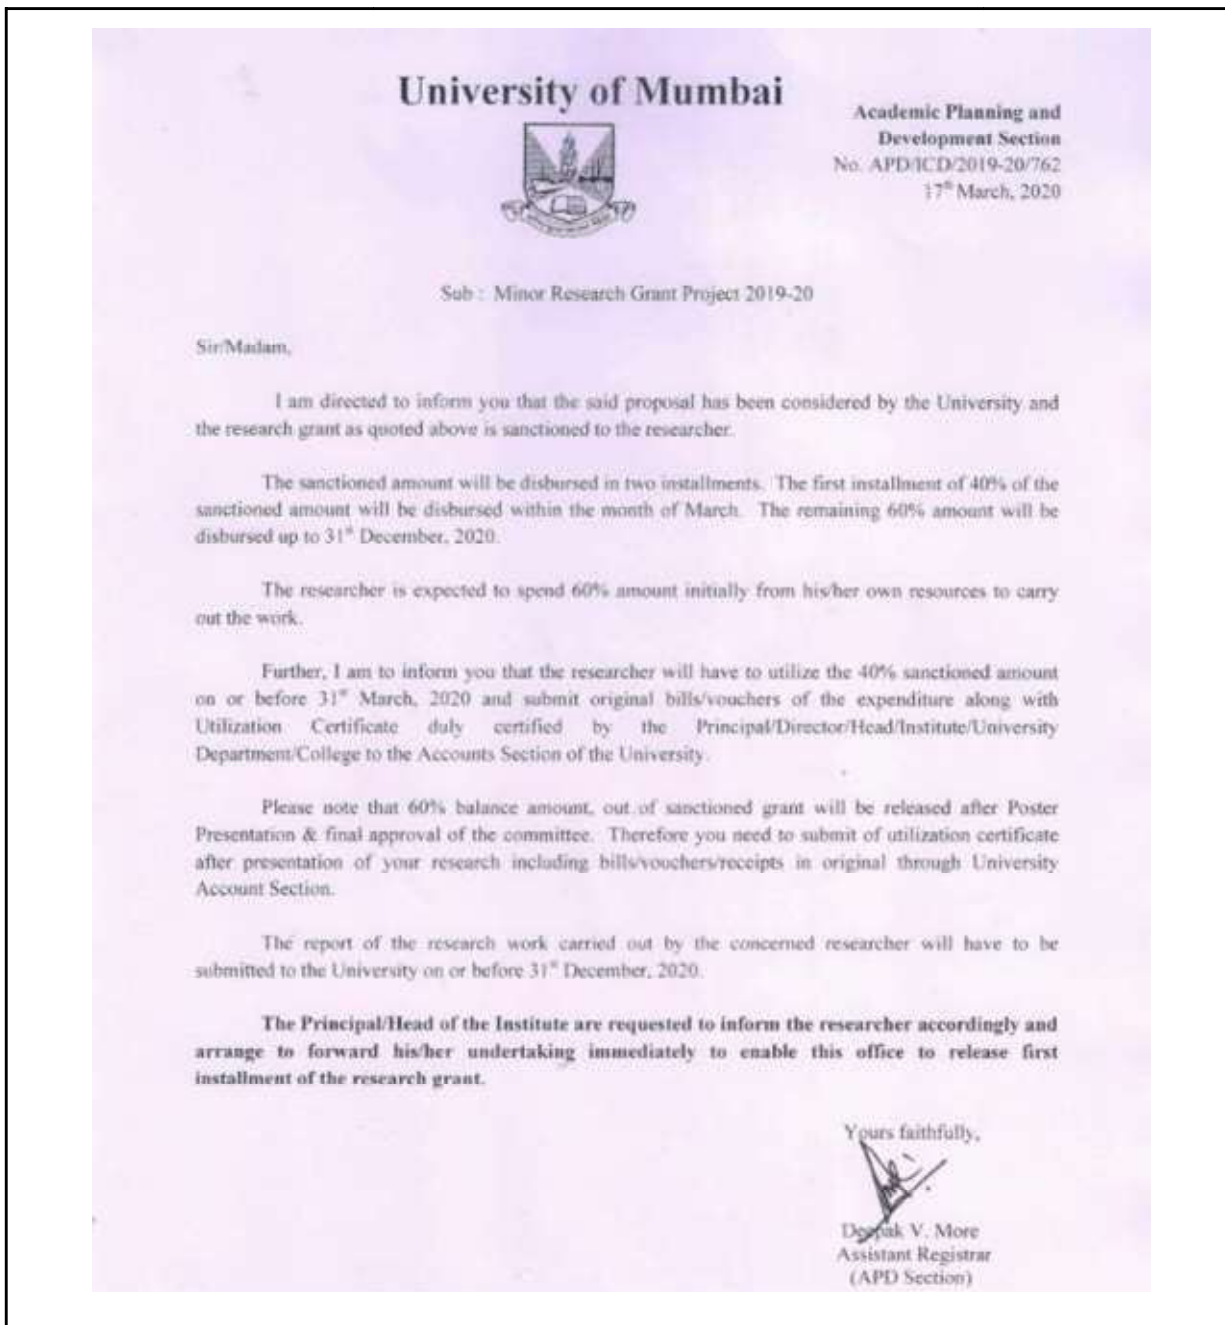 University of Mumbai
Academic Planning and
Development Section
No. APD/ICD/2019-20/762
17th March, 2020
Sub : Minor Research Grant Project 2019-20
Sir/Madam,
I am directed to inform you that the said proposal has been considered by the University and
the research grant as quoted above is sanctioned to the researcher.
The sanctioned amount will be disbursed in two installments. The first installment of 40% of the
sanctioned amount will be disbursed within the month of March. The remaining 60% amount will be
disbursed up to 31st December, 2020.
The researcher is expected to spend 60% amount initially from his/her own resources to carry
out the work.
Further, I am to inform you that the researcher will have to utilize the 40% sanctioned amount
on or before 31st March, 2020 and submit original bills/vouchers of the expenditure along with
Utilization Certificate duly certified by the Principal/Director/Head/Institute/University
Department/College to the Accounts Section of the University.
Please note that 60% balance amount, out of sanctioned grant will be released after Poster
Presentation & final approval of the committee. Therefore you need to submit of utilization certificate
after presentation of your research including bills/vouchers/receipts in original through University
Account Section.
The report of the research work carried out by the concerned researcher will have to be
submitted to the University on or before 31st December, 2020.
The Principal/Head of the Institute are requested to inform the researcher accordingly and
arrange to forward his/her undertaking immediately to enable this office to release first
installment of the research grant.
Yours faithfully,
Deepak V. More
Assistant Registrar
(APD Section)